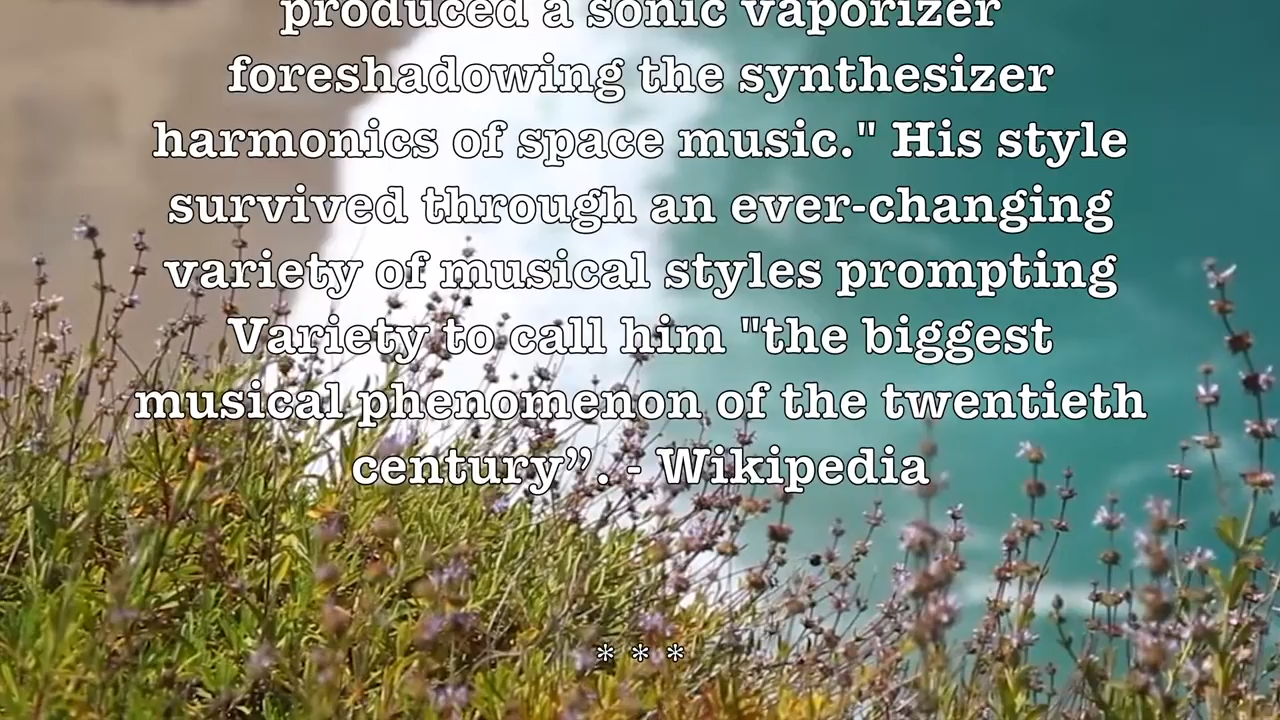 produced a sonic vaporizer
foreshadowing the synthesizer
harmonics of space music." His style
survived through an ever-changing
variety of musical styles prompting
Variety to call him "the biggest
musical phenomenon of the twentieth
century”. - Wikipedia
* * *